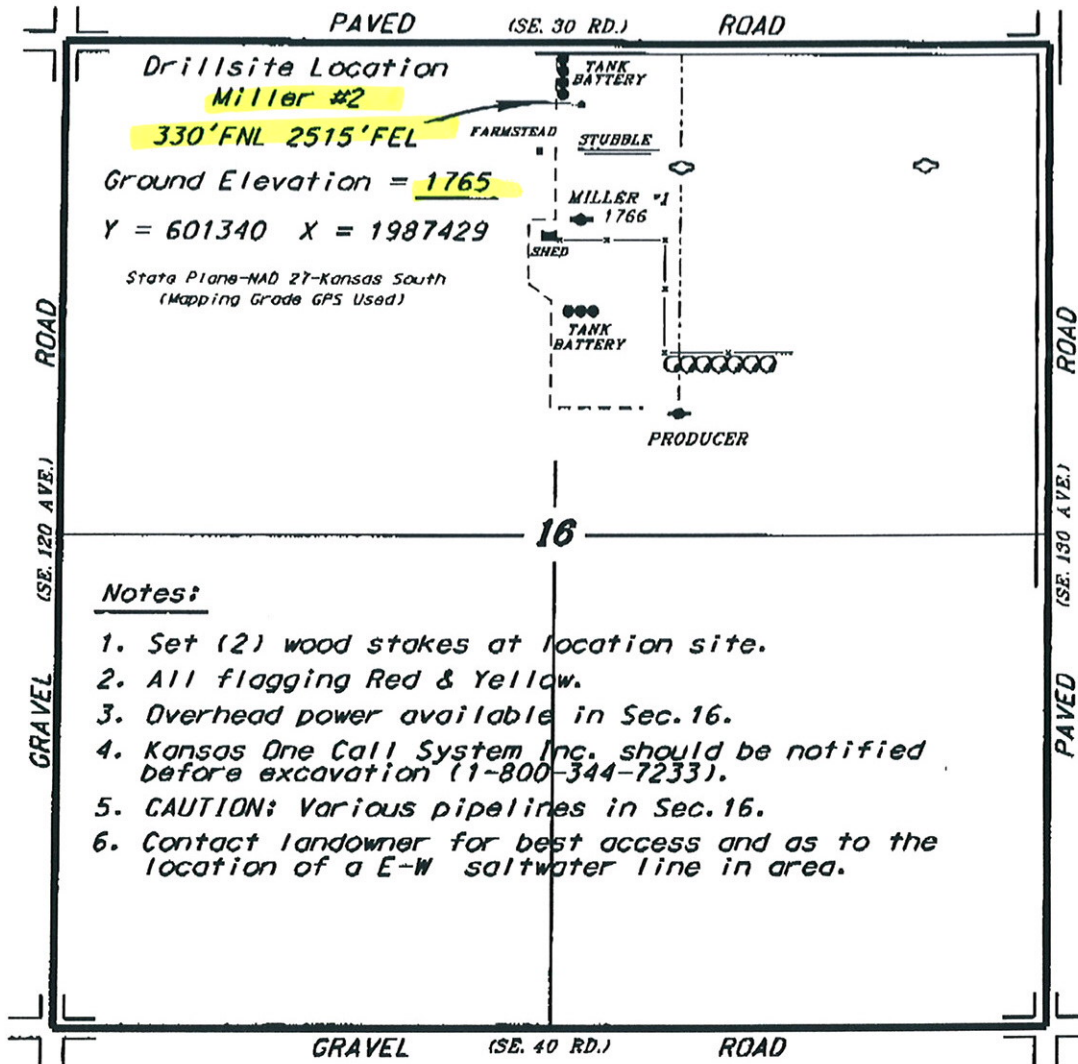 PAVED (SE. 30 RD.) ROAD
Drillsite Location
Miller #2
330'FNL 2515'FEL
Ground Elevation = 1765
Y = 601340 X = 1987429
State Plane-NAD 27-Kansas South
(Mapping Grade GPS Used)
TANK
BATTERY
FARMSTEAD
STUBBLE
MILLER #1
1766
SHED
TANK
BATTERY
PRODUCER
GRAVEL (SE. 120 AVE.) ROAD
PAVED (SE. 130 AVE.) ROAD
16
Notes:
1. Set (2) wood stakes at location site.
2. All flagging Red & Yellow.
3. Overhead power available in Sec.16.
4. Kansas One Call System Inc. should be notified
before excavation (1-800-344-7233).
5. CAUTION: Various pipelines in Sec.16.
6. Contact landowner for best access and as to the
location of a E-W saltwater line in area.
GRAVEL (SE. 40 RD.) ROAD